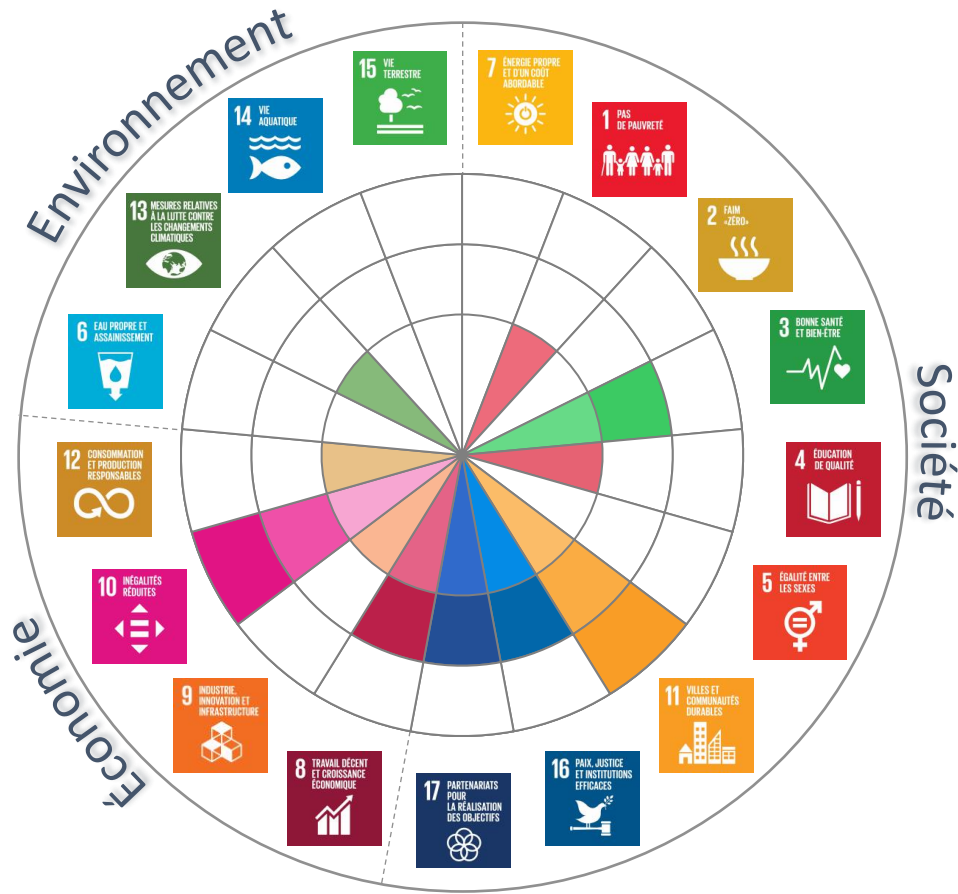 Environnement
Société
Économie
7 ÉNERGIE PROPRE
ET D'UN COÛT
ABORDABLE
1 PAS
DE PAUVRETÉ
2 FAIM
«ZÉRO»
3 BONNE SANTÉ
ET BIEN-ÊTRE
4 ÉDUCATION
DE QUALITÉ
5 ÉGALITÉ ENTRE
LES SEXES
11 VILLES ET
COMMUNAUTÉS
DURABLES
16 PAIX, JUSTICE
ET INSTITUTIONS
EFFICACES
17 PARTENARIATS
POUR
LA RÉALISATION
DES OBJECTIFS
8 TRAVAIL DÉCENT
ET CROISSANCE
ÉCONOMIQUE
9 INDUSTRIE,
INNOVATION ET
INFRASTRUCTURE
10 INÉGALITÉS
RÉDUITES
12 CONSOMMATION
ET PRODUCTION
RESPONSABLES
6 EAU PROPRE ET
ASSAINISSEMENT
13 MESURES RELATIVES
À LA LUTTE CONTRE
LES CHANGEMENTS
CLIMATIQUES
14 VIE
AQUATIQUE
15 VIE
TERRESTRE